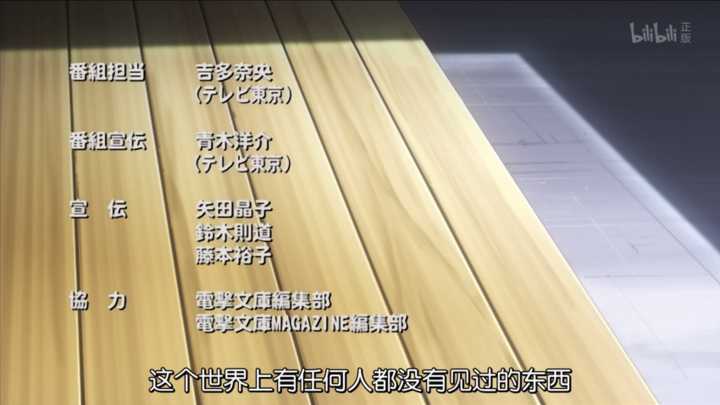 bilibili 正版
番組担当 吉多奈央
(テレビ東京)
番組宣伝 青木洋介
(テレビ東京)
宣伝 矢田晶子
鈴木則道
藤本裕子
協力 電撃文庫編集部
電撃文庫MAGAZINE編集部
这个世界上有任何人都没有见过的东西